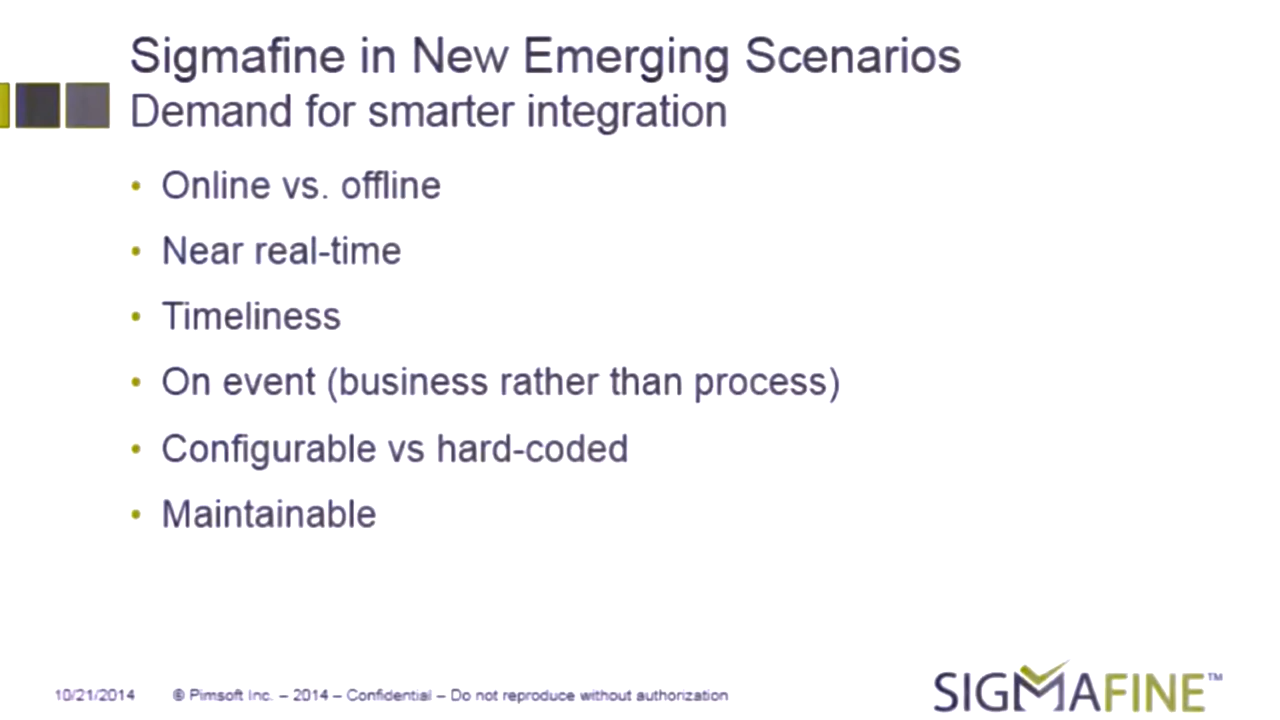 Sigmafine in New Emerging Scenarios
Demand for smarter integration
• Online vs. offline
• Near real-time
• Timeliness
• On event (business rather than process)
• Configurable vs hard-coded
• Maintainable
10/21/2014 © Pimsoft Inc. – 2014 – Confidential – Do not reproduce without authorization
SIGMAFINE™